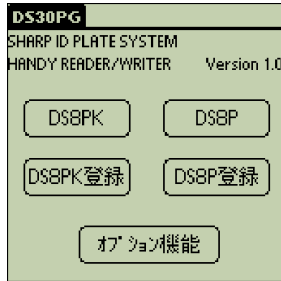 DS30PG
SHARP ID PLATE SYSTEM
HANDY READER/WRITER Version 1.0
DS8PK DS8P
DS8PK登録 DS8P登録
ｵﾌﾟｼｮﾝ機能